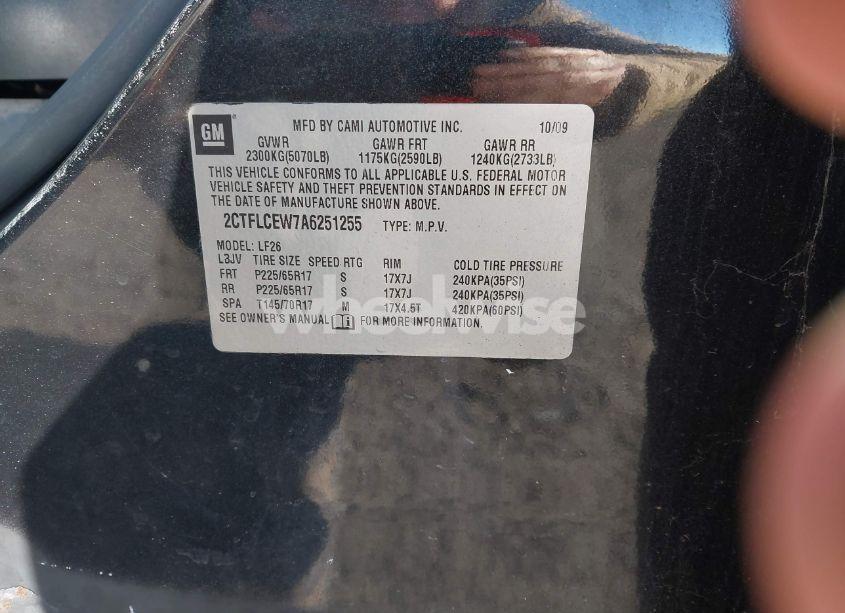 GM
MFD BY CAMI AUTOMOTIVE INC. 10/09
GVWR GAWR FRT GAWR RR
2300KG(5070LB) 1175KG(2590LB) 1240KG(2733LB)
THIS VEHICLE CONFORMS TO ALL APPLICABLE U.S. FEDERAL MOTOR
VEHICLE SAFETY AND THEFT PREVENTION STANDARDS IN EFFECT ON
THE DATE OF MANUFACTURE SHOWN ABOVE.
2CTFLCEW7A6251255 TYPE: M.P.V.
MODEL: LF26
L3JV TIRE SIZE SPEED RTG RIM COLD TIRE PRESSURE
FRT P225/65R17 S 17X7J 240KPA(35PSI)
RR P225/65R17 S 17X7J 240KPA(35PSI)
SPA T145/70R17 M 17X4.5T 420KPA(60PSI)
SEE OWNER'S MANUAL FOR MORE INFORMATION.
wheelwise